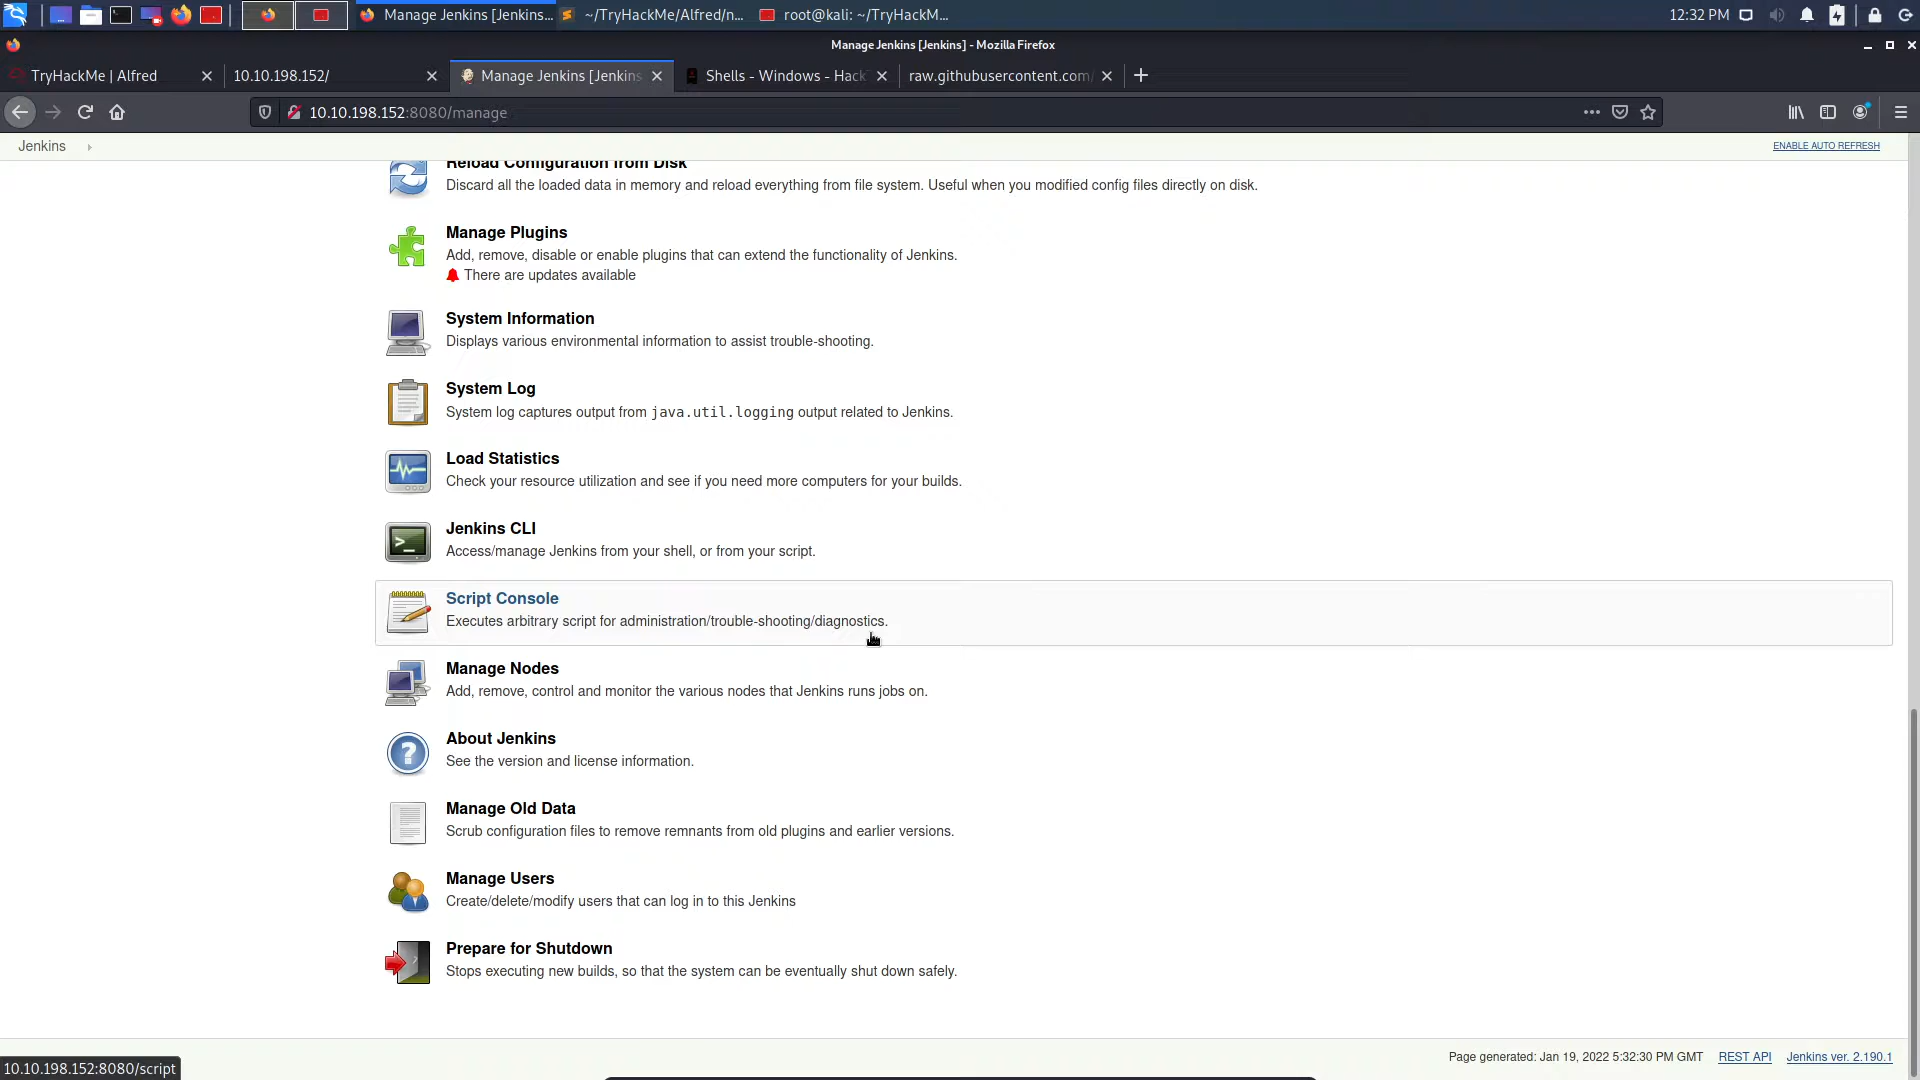 Manage Jenkins [Jenkins...
~/TryHackMe/Alfred/n...
root@kali: ~/TryHackM...
12:32 PM
Manage Jenkins [Jenkins] - Mozilla Firefox
TryHackMe | Alfred
10.10.198.152/
Manage Jenkins [Jenkins
Shells - Windows - Hack
raw.githubusercontent.com/
10.10.198.152:8080/manage
Jenkins
ENABLE AUTO REFRESH
Reload Configuration from Disk
Discard all the loaded data in memory and reload everything from file system. Useful when you modified config files directly on disk.
Manage Plugins
Add, remove, disable or enable plugins that can extend the functionality of Jenkins.
There are updates available
System Information
Displays various environmental information to assist trouble-shooting.
System Log
System log captures output from java.util.logging output related to Jenkins.
Load Statistics
Check your resource utilization and see if you need more computers for your builds.
Jenkins CLI
Access/manage Jenkins from your shell, or from your script.
Script Console
Executes arbitrary script for administration/trouble-shooting/diagnostics.
Manage Nodes
Add, remove, control and monitor the various nodes that Jenkins runs jobs on.
About Jenkins
See the version and license information.
Manage Old Data
Scrub configuration files to remove remnants from old plugins and earlier versions.
Manage Users
Create/delete/modify users that can log in to this Jenkins
Prepare for Shutdown
Stops executing new builds, so that the system can be eventually shut down safely.
Page generated: Jan 19, 2022 5:32:30 PM GMT
REST API
Jenkins ver. 2.190.1
10.10.198.152:8080/script